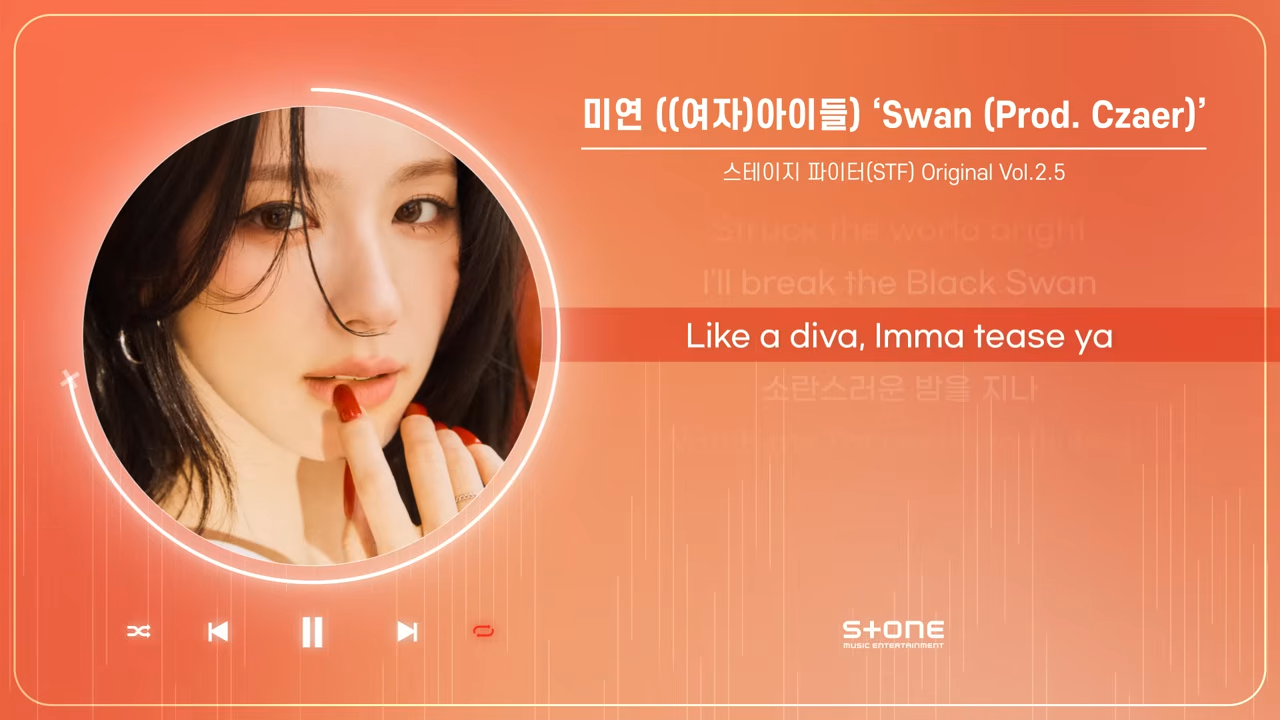 미연 ((여자)아이들) ‘Swan (Prod. Czaer)’
스테이지 파이터(STF) Original Vol.2.5
Struck the world aright
I'll break the Black Swan
Like a diva, Imma tease ya
소란스러운 밤을 지나
S+ONE
MUSIC ENTERTAINMENT